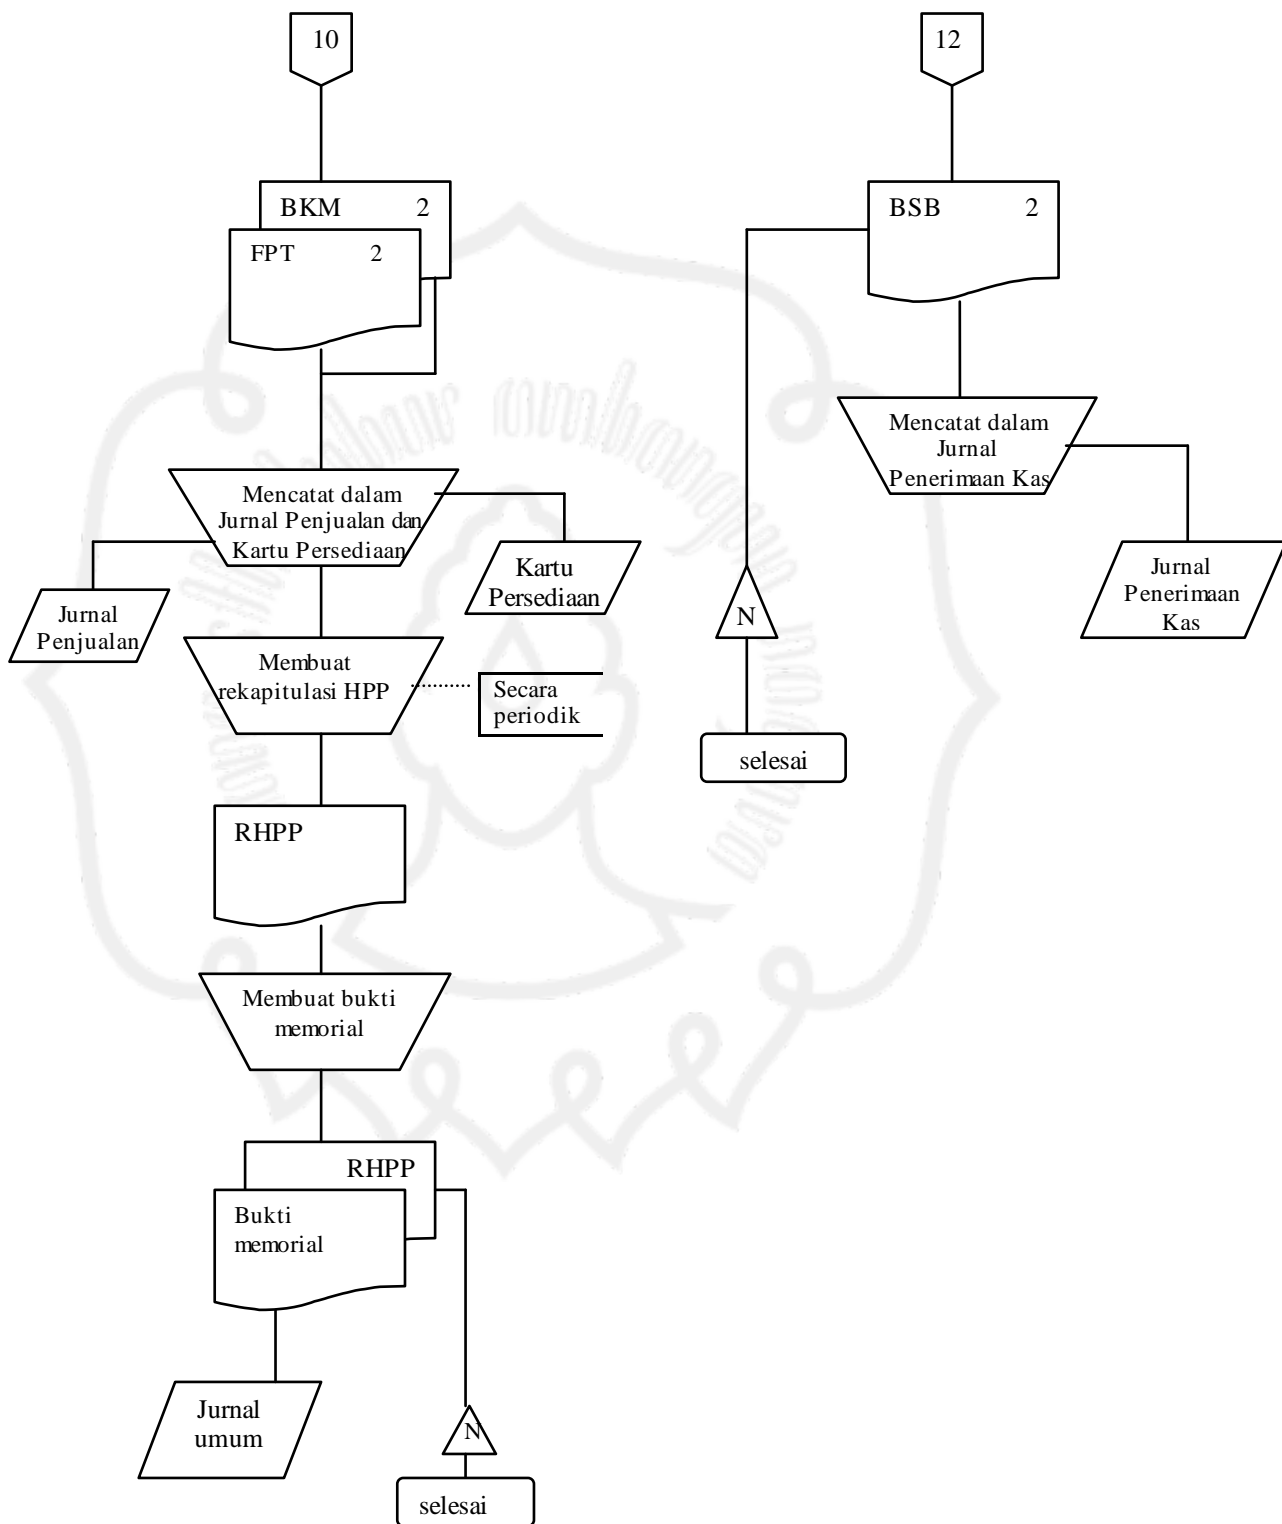 10
BKM 2
FPT 2
Mencatat dalam
Jurnal Penjualan dan
Kartu Persediaan
Kartu
Persediaan
Jurnal
Penjualan
Membuat
rekapitulasi HPP
Secara
periodik
RHPP
Membuat bukti
memorial
RHPP
Bukti
memorial
Jurnal
umum
N
selesai
12
BSB 2
Mencatat dalam
Jurnal
Penerimaan Kas
Jurnal
Penerimaan
Kas
N
selesai